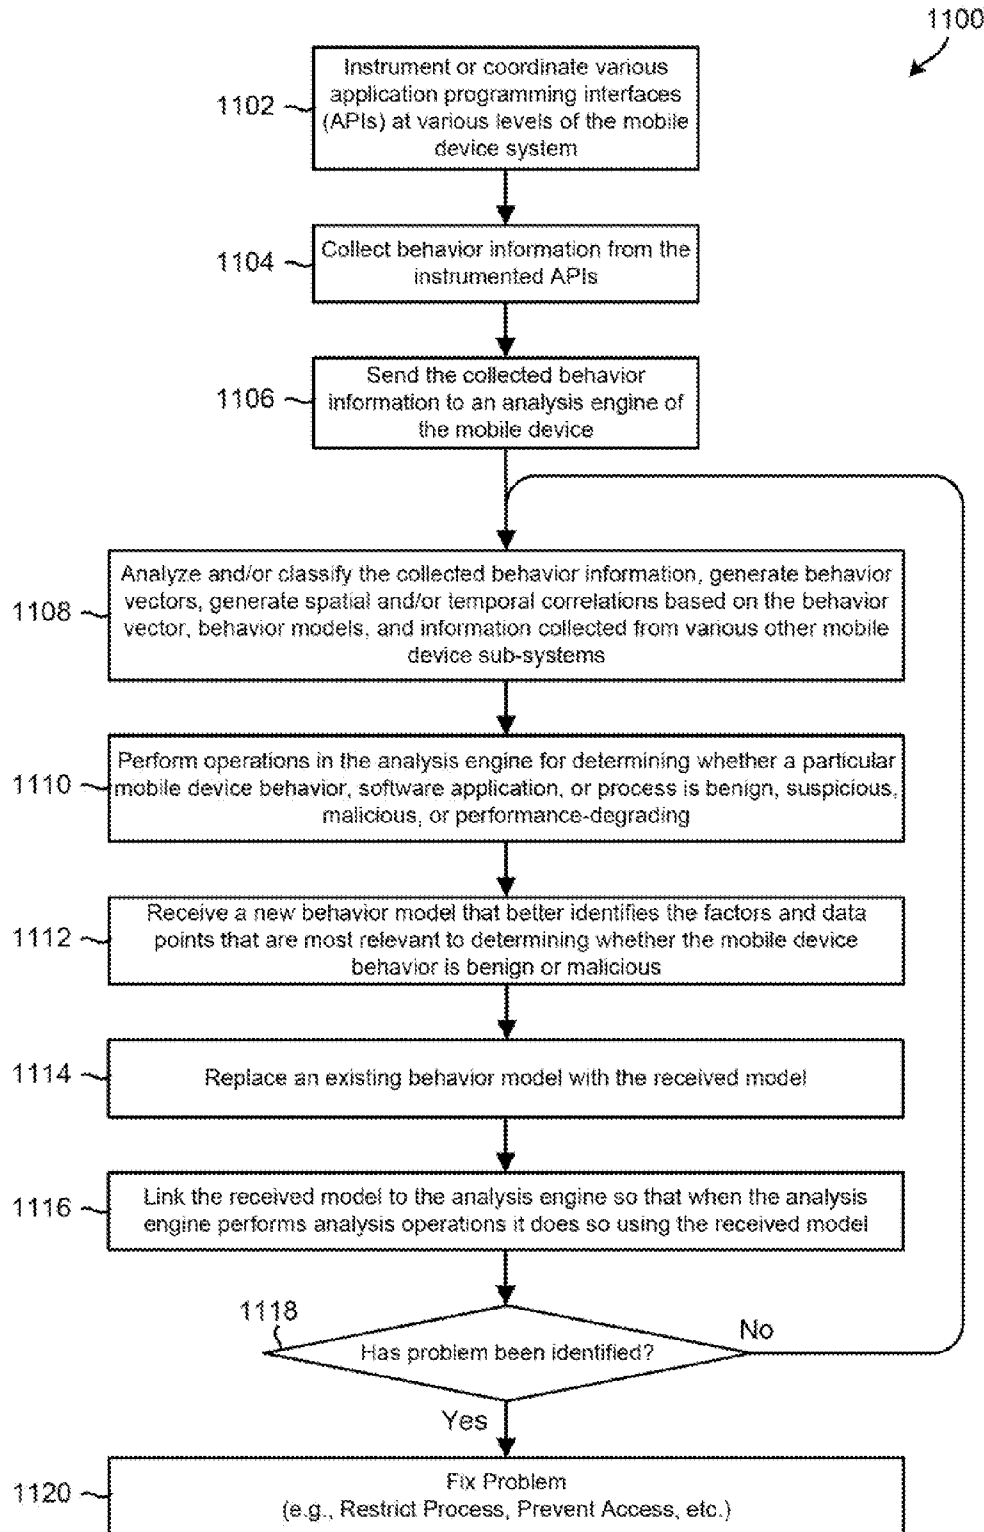 1100
1102
Instrument or coordinate various
application programming interfaces
(APIs) at various levels of the mobile
device system
1104
Collect behavior information from the
instrumented APIs
1106
Send the collected behavior
information to an analysis engine of
the mobile device
1108
Analyze and/or classify the collected behavior information, generate behavior
vectors, generate spatial and/or temporal correlations based on the behavior
vector, behavior models, and information collected from various other mobile
device sub-systems
1110
Perform operations in the analysis engine for determining whether a particular
mobile device behavior, software application, or process is benign, suspicious,
malicious, or performance-degrading
1112
Receive a new behavior model that better identifies the factors and data
points that are most relevant to determining whether the mobile device
behavior is benign or malicious
1114
Replace an existing behavior model with the received model
1116
Link the received model to the analysis engine so that when the analysis
engine performs analysis operations it does so using the received model
1118
Has problem been identified?
No
Yes
1120
Fix Problem
(e.g., Restrict Process, Prevent Access, etc.)